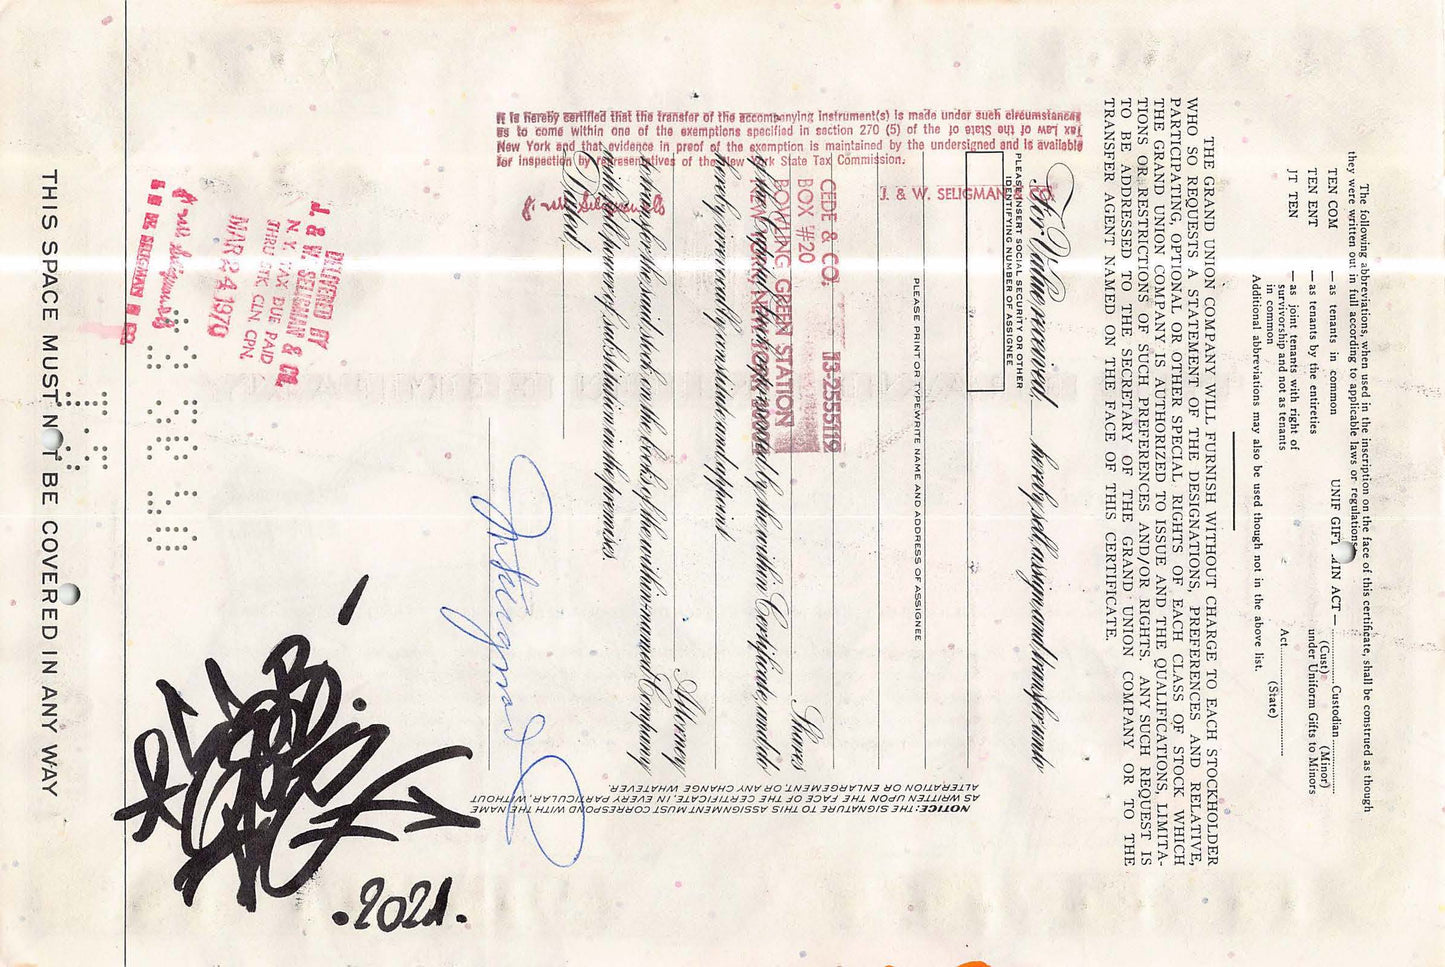 The following abbreviations, when used in the inscription on the face of this certificate, shall be construed as though
they were written out in full according to applicable laws or regulations:
TEN COM — as tenants in common UNIF GIFT MIN ACT — ............Custodian............
(Cust) (Minor)
TEN ENT — as tenants by the entireties under Uniform Gifts to Minors
JT TEN — as joint tenants with right of Act............
survivorship and not as tenants (State)
in common
Additional abbreviations may also be used though not in the above list.
THE GRAND UNION COMPANY WILL FURNISH WITHOUT CHARGE TO EACH STOCKHOLDER
WHO SO REQUESTS A STATEMENT OF THE DESIGNATIONS, PREFERENCES AND RELATIVE,
PARTICIPATING, OPTIONAL OR OTHER SPECIAL RIGHTS OF EACH CLASS OF STOCK WHICH
THE GRAND UNION COMPANY IS AUTHORIZED TO ISSUE AND THE QUALIFICATIONS, LIMITA-
TIONS OR RESTRICTIONS OF SUCH PREFERENCES AND/OR RIGHTS. ANY SUCH REQUEST IS
TO BE ADDRESSED TO THE SECRETARY OF THE GRAND UNION COMPANY OR TO THE
TRANSFER AGENT NAMED ON THE FACE OF THIS CERTIFICATE.
For Value received, hereby sell, assign and transfer unto
PLEASE INSERT SOCIAL SECURITY OR OTHER
IDENTIFYING NUMBER OF ASSIGNEE
PLEASE PRINT OR TYPEWRITE NAME AND ADDRESS OF ASSIGNEE
CEDE & CO. 13-2555119
BOX #20
BOWLING GREEN STATION
NEW YORK, NEW YORK
Shares
of the Capital Stock represented by the within Certificate, and do
hereby irrevocably constitute and appoint
Attorney
to transfer the said stock on the books of the within-named Company
with full power of substitution in the premises.
Dated,
NOTICE: THE SIGNATURE TO THIS ASSIGNMENT MUST CORRESPOND WITH THE NAME
AS WRITTEN UPON THE FACE OF THE CERTIFICATE, IN EVERY PARTICULAR, WITHOUT
ALTERATION OR ENLARGEMENT, OR ANY CHANGE WHATEVER.
It is hereby certified that the transfer of the accompanying instrument(s) is made under such circumstances
as to come within one of the exemptions specified in section 270 (5) of the
Tax Law of the State of
New York and that evidence in proof of the exemption is maintained by the undersigned and is available
for inspection by representatives of the New York State Tax Commission.
J. & W. SELIGMAN & CO.
J. & W. Seligman & Co
DELIVERED BY
J. & W. SELIGMAN & CO.
N. Y. TAX DUE PAID
THRU STK. CLN. CPN.
MAR 24 1970
SELIGMAN & CO
THIS SPACE MUST NOT BE COVERED IN ANY WAY
.2021.